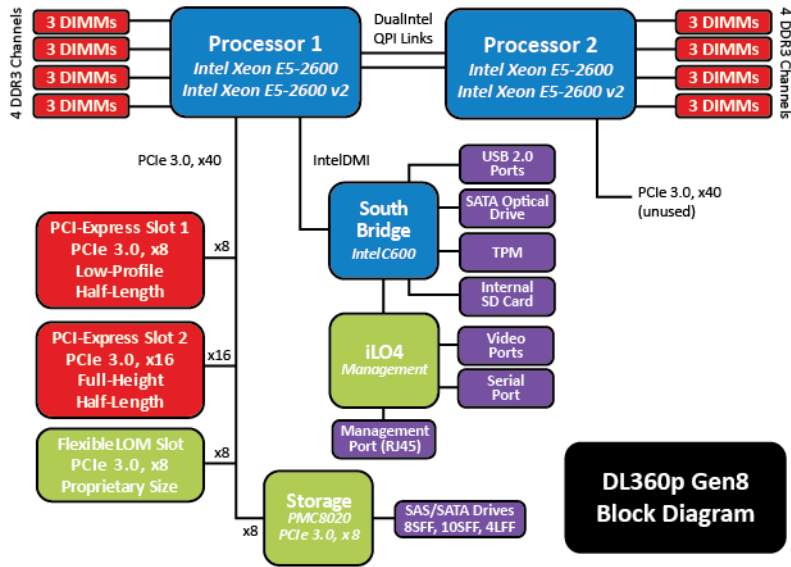 4 DDR3 Channels
3 DIMMs
3 DIMMs
3 DIMMs
3 DIMMs
Processor 1
Intel Xeon E5-2600
Intel Xeon E5-2600 v2
DualIntel
QPI Links
Processor 2
Intel Xeon E5-2600
Intel Xeon E5-2600 v2
3 DIMMs
3 DIMMs
3 DIMMs
3 DIMMs
4 DDR3 Channels
PCIe 3.0, x40
IntelDMI
PCIe 3.0, x40
(unused)
South
Bridge
Intel C600
USB 2.0
Ports
SATA Optical
Drive
TPM
Internal
SD Card
PCI-Express Slot 1
PCIe 3.0, x8
Low-Profile
Half-Length
x8
PCI-Express Slot 2
PCIe 3.0, x16
Full-Height
Half-Length
x16
iLO4
Management
Video
Ports
Serial
Port
Management
Port (RJ45)
FlexibleLOM Slot
PCIe 3.0, x8
Proprietary Size
x8
x8
Storage
PMC8020
PCIe 3.0, x8
SAS/SATA Drives
8SFF, 10SFF, 4LFF
DL360p Gen8
Block Diagram